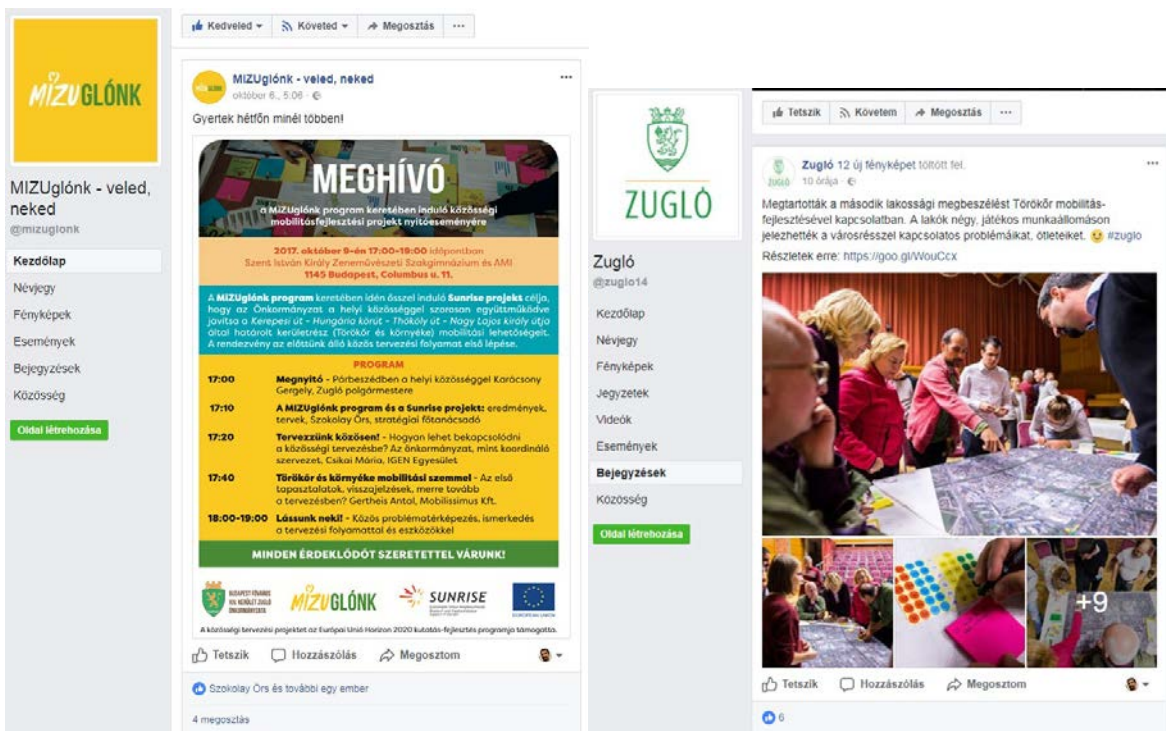 MIZUGLÓNK
MIZUglónk - veled,
neked
@mizuglonk
Kezdőlap
Névjegy
Fényképek
Események
Bejegyzések
Közösség
Oldal létrehozása
Kedveled
Követed
Megosztás
MIZUglónk - veled, neked
október 6., 5:06
Gyertek hétfőn minél többen!
MEGHÍVÓ
a MiZUglónk program keretében induló közösségi
mobilitásfejlesztési projekt nyitóeseményére
2017. október 9-én 17:00-19:00 időpontban
Szent István Király Zeneművészeti Szakgimnázium és AMI
1145 Budapest, Columbus u. 11.
A MiZUglónk program keretében idén ősszel induló Sunrise projekt célja,
hogy az Önkormányzat a helyi közösséggel szorosan együttműködve
javítsa a Kerepesi út - Hungária körút - Thököly út - Nagy Lajos király útja
által határolt kerületrész (Törökőr és környéke) mobilitási lehetőségeit.
A rendezvény az előttünk álló közös tervezési folyamat első lépése.
PROGRAM
17:00 Megnyitó - Párbeszédben a helyi közösséggel Karácsony
Gergely, Zugló polgármestere
17:10 A MiZUglónk program és a Sunrise projekt: eredmények,
tervek, Szokolay Örs, stratégiai főtanácsadó
17:20 Tervezzünk közösen! - Hogyan lehet bekapcsolódni
a közösségi tervezésbe? Az önkormányzat, mint koordináló
szervezet, Csikai Mária, IGEN Egyesület
17:40 Törökőr és környéke mobilitási szemmel - Az első
tapasztalatok, visszajelzések, merre tovább
a tervezésben? Gertheis Antal, Mobilissimus Kft.
18:00-19:00 Lássunk neki! - Közös problématérképezés, ismerkedés
a tervezési folyamattal és eszközökkel
MINDEN ÉRDEKLŐDŐT SZERETETTEL VÁRUNK!
BUDAPEST FŐVÁROS
XIV. KERÜLET ZUGLÓ
ÖNKORMÁNYZATA
MIZUGLÓNK
SUNRISE
A közösségi tervezési projektet az Európai Unió Horizon 2020 kutatás-fejlesztés programja támogatta.
Tetszik Hozzászólás Megosztom
Szokolay Örs és további egy ember
4 megosztás
ZUGLÓ
Zugló
@zuglo14
Kezdőlap
Névjegy
Fényképek
Jegyzetek
Videók
Események
Bejegyzések
Közösség
Oldal létrehozása
Tetszik Követem Megosztás
Zugló 12 új fényképet töltött fel.
10 órája
Megtartották a második lakossági megbeszélést Törökőr mobilitás-
fejlesztésével kapcsolatban. A lakók négy, játékos munkaállomáson
jelezhették a városrésszel kapcsolatos problémáikat, ötleteiket. 😉 #zuglo
Részletek erre: https://goo.gl/WouCcx
+9
Tetszik Hozzászólás Megosztom
6